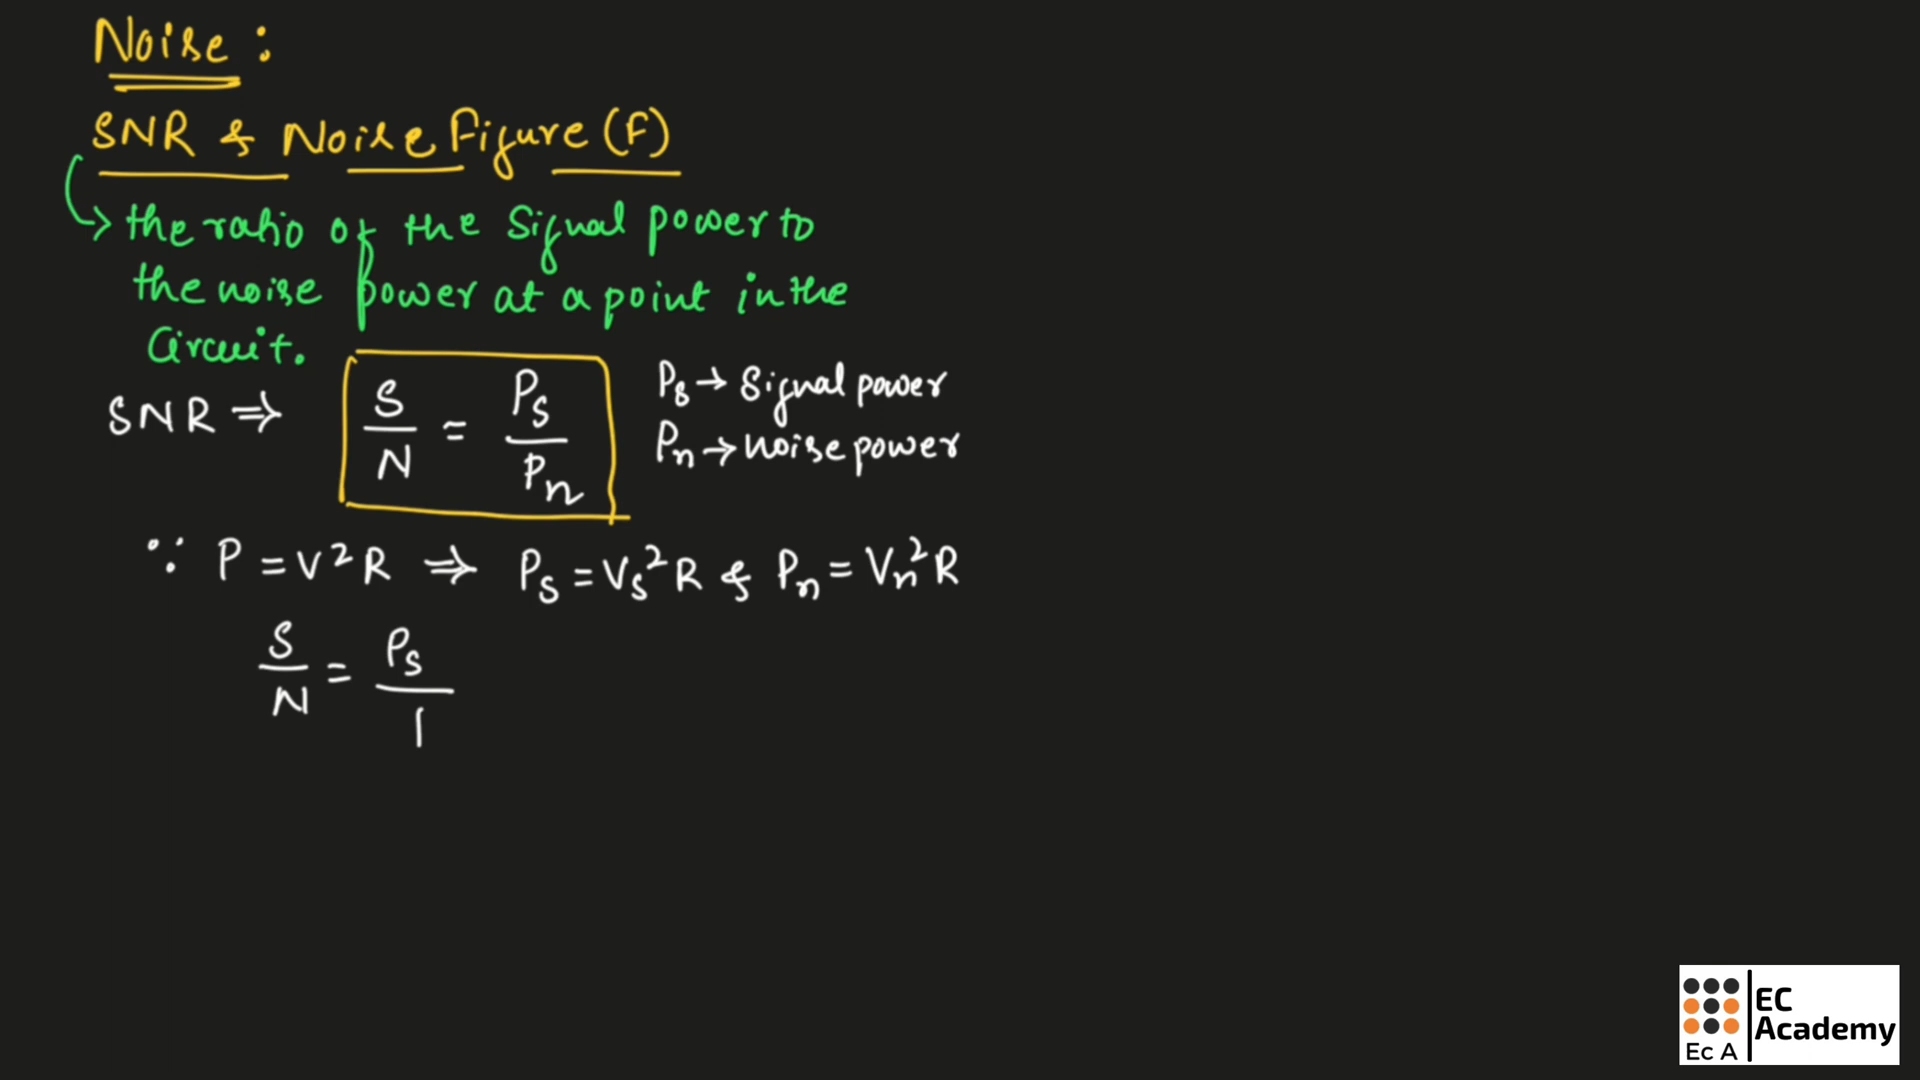 Noise :
SNR & Noise Figure (F)
→ the ratio of the Signal power to
the noise power at a point in the
Circuit.
SNR ⇒ S/N = Ps/Pn
Ps → Signal power
Pn → noise power
∵ P = V²R ⇒ Ps = Vs²R & Pn = Vn²R
S/N = Ps/
EC
Academy
Ec A